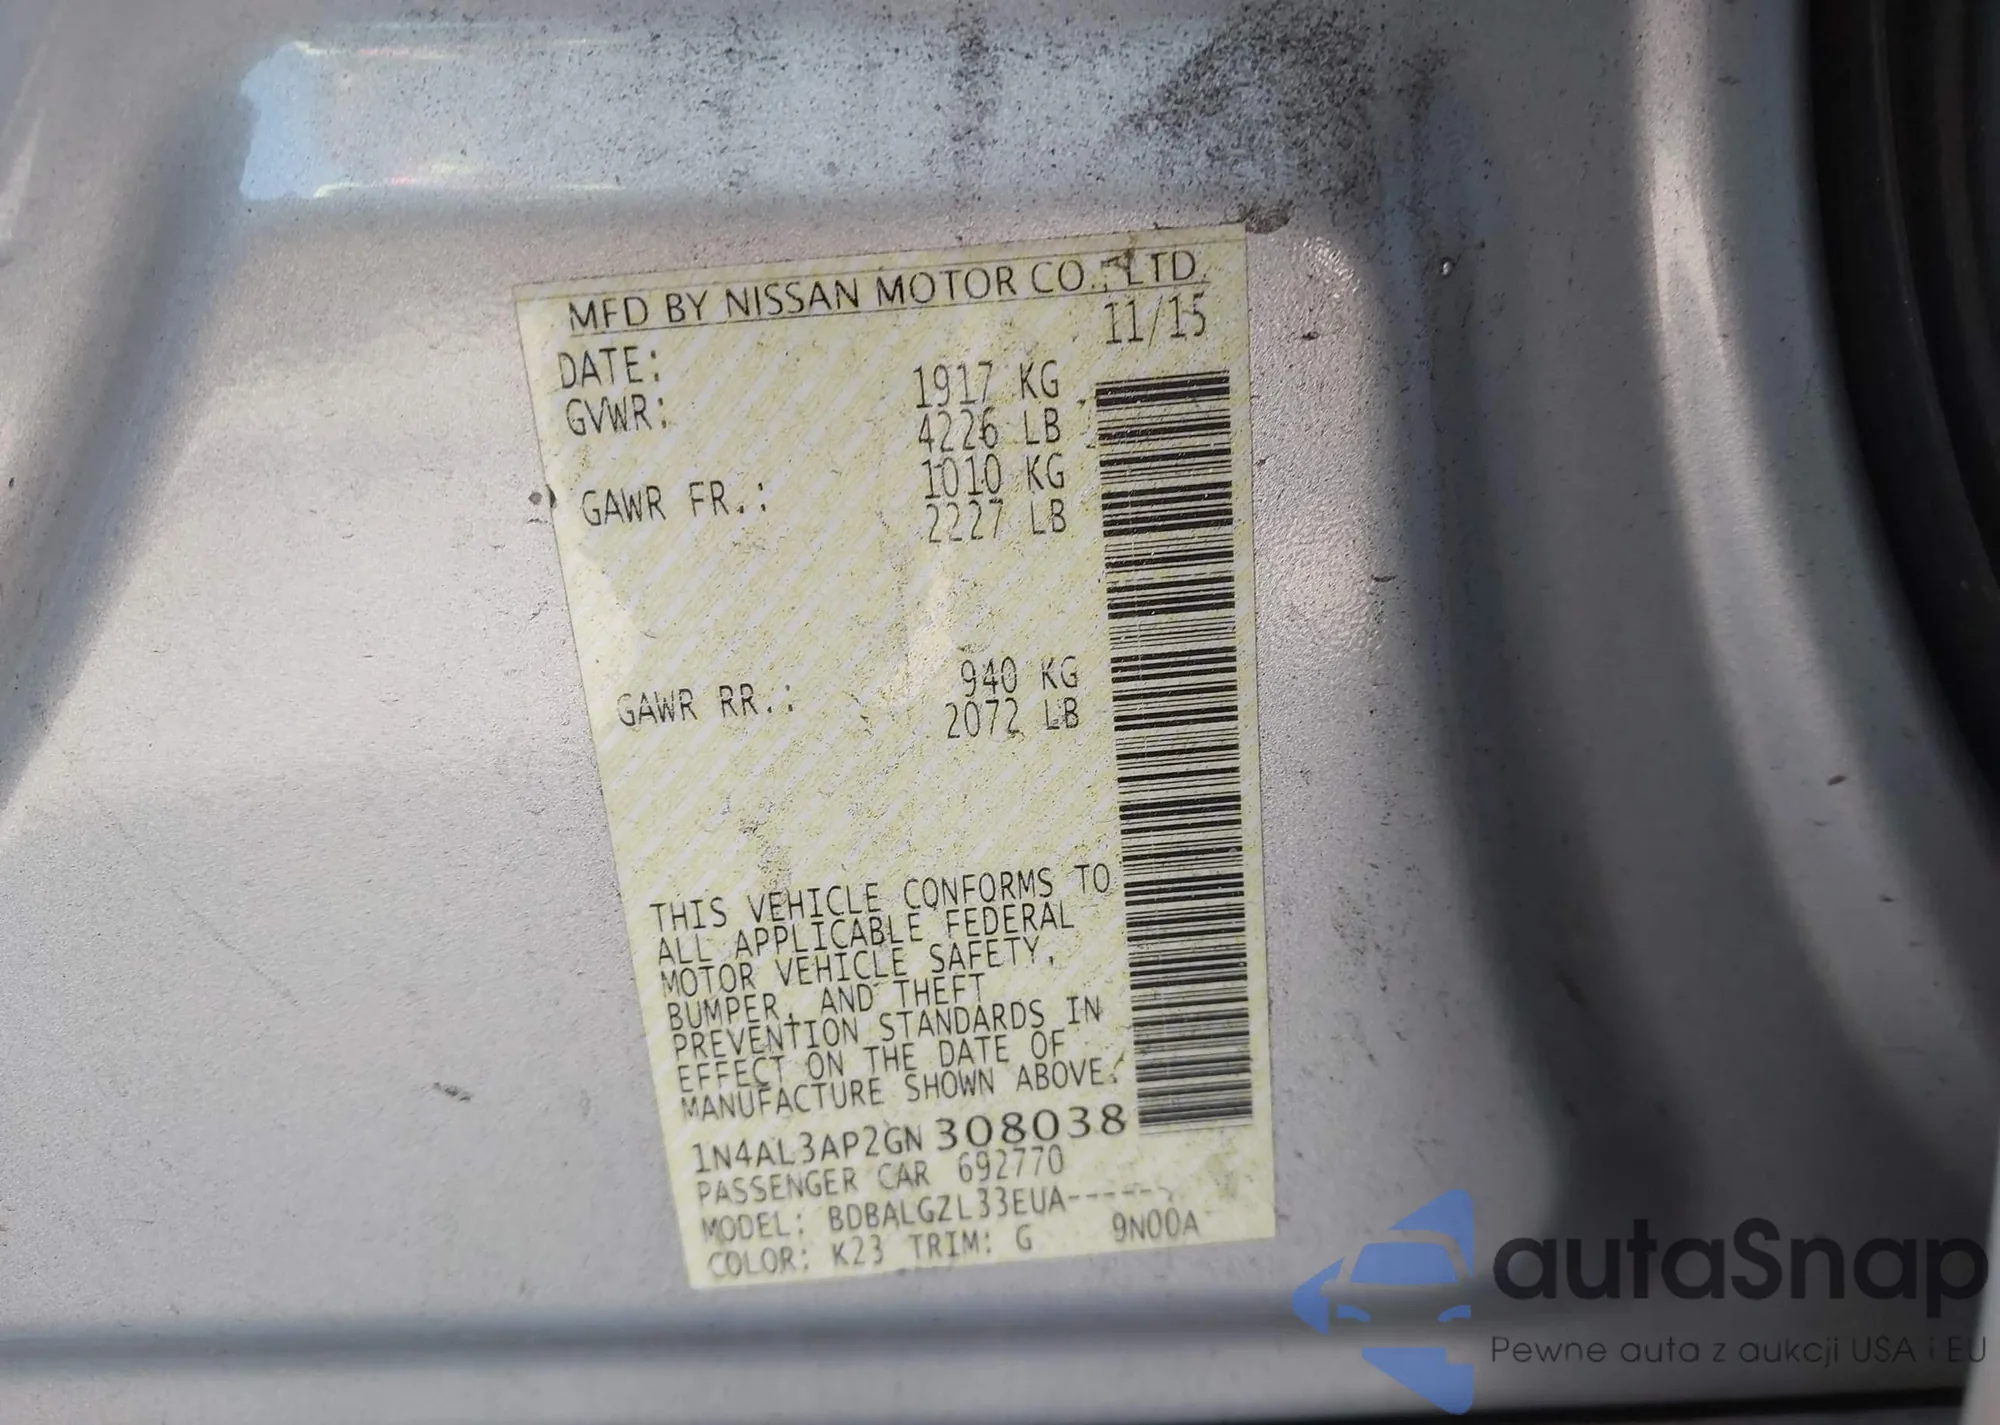 MFD BY NISSAN MOTOR CO., LTD.
DATE: 11/15
GVWR: 1917 KG
4226 LB
GAWR FR.: 1010 KG
2227 LB
GAWR RR.: 940 KG
2072 LB
THIS VEHICLE CONFORMS TO
ALL APPLICABLE FEDERAL
MOTOR VEHICLE SAFETY,
BUMPER, AND THEFT
PREVENTION STANDARDS IN
EFFECT ON THE DATE OF
MANUFACTURE SHOWN ABOVE.
1N4AL3AP2GN308038
PASSENGER CAR 692770
MODEL: BDBALGZL33EUA-----
COLOR: K23 TRIM: G 9N00A
autaSnap
Pewne auta z aukcji USA i EU